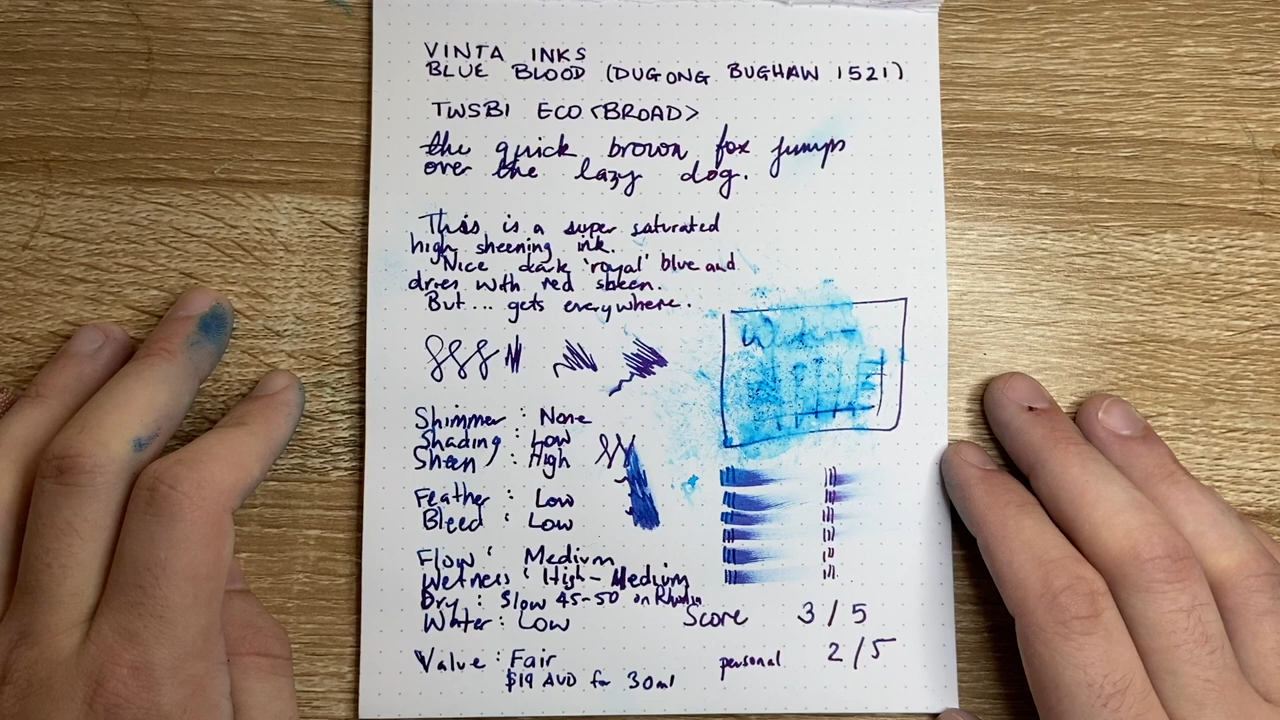 VINTA INKS
BLUE BLOOD (DUGONG BUGHAW 1521)
TWSBI ECO <BROAD>
the quick brown fox jumps
over the lazy dog.
This is a super saturated
high sheening ink.
Nice dark 'royal' blue and
dries with red sheen.
But... gets everywhere.
Shimmer : None
Shading : Low
Sheen : High
Feather : Low
Bleed : Low
Flow : Medium
Wetness : High - Medium
Dry : Slow 45-50 on Rhodia
Water : Low
Score 3/5
Value : Fair
$19 AUD for 30ml
personal 2/5